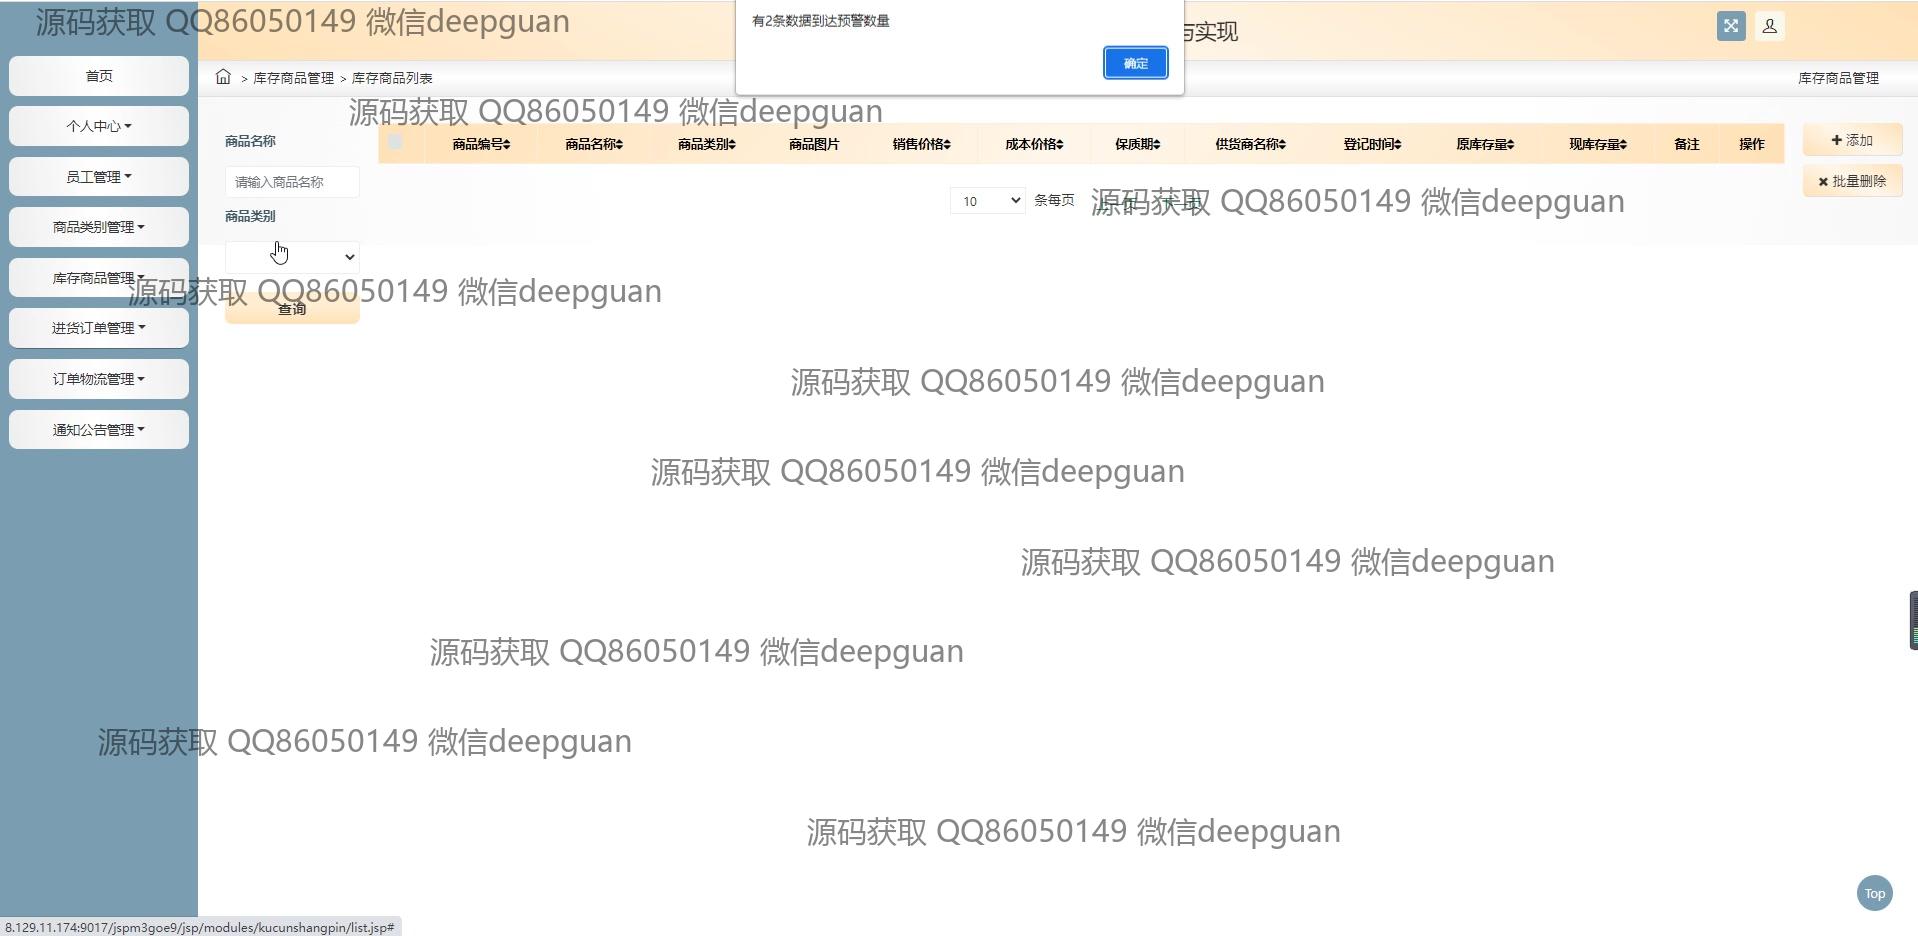 源码获取 QQ86050149 微信deepguan
有2条数据到达预警数量
确定
与实现
首页
个人中心
员工管理
商品类别管理
库存商品管理
进货订单管理
订单物流管理
通知公告管理
> 库存商品管理 > 库存商品列表
库存商品管理
源码获取 QQ86050149 微信deepguan
商品名称
请输入商品名称
商品类别
查询
商品编号 商品名称 商品类别 商品图片 销售价格 成本价格 保质期 供货商名称 登记时间 原库存量 现库存量 备注 操作
添加
批量删除
10 条每页
源码获取 QQ86050149 微信deepguan
源码获取 QQ86050149 微信deepguan
源码获取 QQ86050149 微信deepguan
源码获取 QQ86050149 微信deepguan
源码获取 QQ86050149 微信deepguan
源码获取 QQ86050149 微信deepguan
源码获取 QQ86050149 微信deepguan
源码获取 QQ86050149 微信deepguan
Top
8.129.11.174:9017/jspm3goe9/jsp/modules/kucunshangpin/list.jsp#